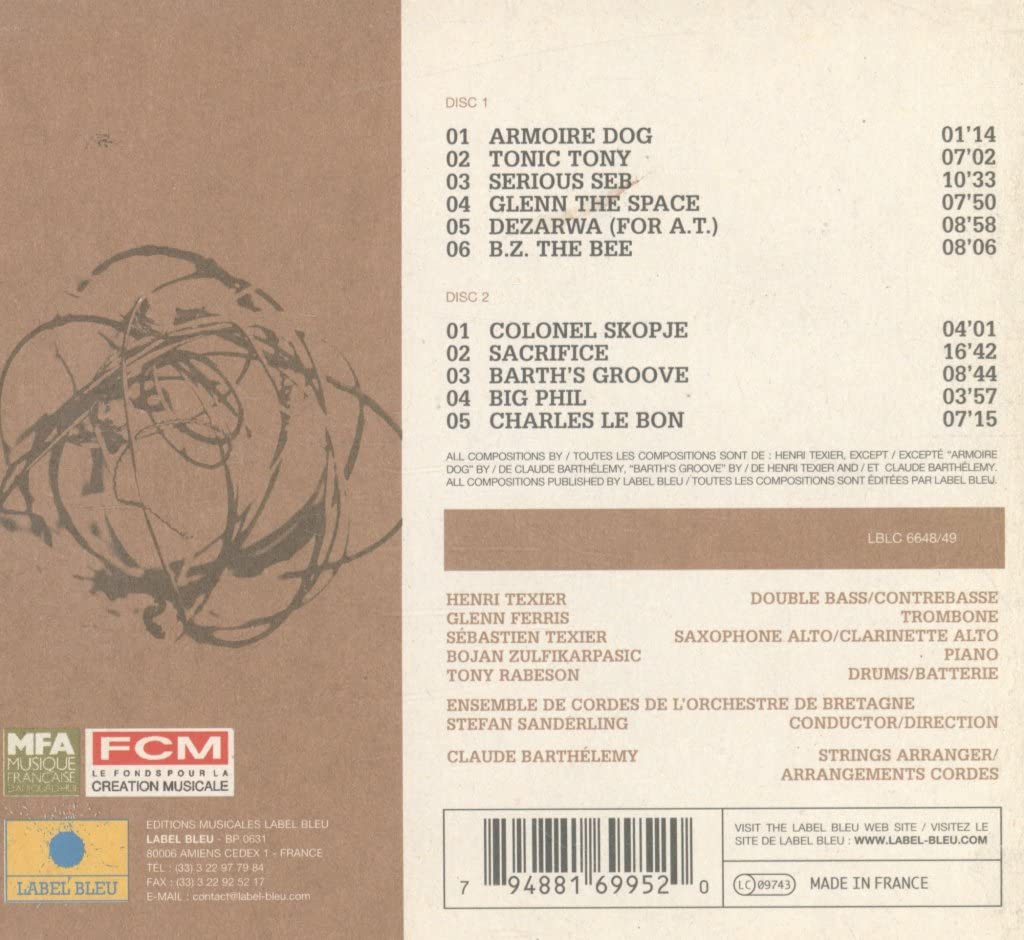 DISC 1
01 ARMOIRE DOG 01'14
02 TONIC TONY 07'02
03 SERIOUS SEB 10'33
04 GLENN THE SPACE 07'50
05 DEZARWA (FOR A.T.) 08'58
06 B.Z. THE BEE 08'06
DISC 2
01 COLONEL SKOPJE 04'01
02 SACRIFICE 16'42
03 BARTH'S GROOVE 08'44
04 BIG PHIL 03'57
05 CHARLES LE BON 07'15
ALL COMPOSITIONS BY / TOUTES LES COMPOSITIONS SONT DE : HENRI TEXIER, EXCEPT / EXCEPTÉ "ARMOIRE
DOG" BY / DE CLAUDE BARTHÉLEMY, "BARTH'S GROOVE" BY / DE HENRI TEXIER AND / ET CLAUDE BARTHÉLEMY.
ALL COMPOSITIONS PUBLISHED BY LABEL BLEU / TOUTES LES COMPOSITIONS SONT ÉDITÉES PAR LABEL BLEU.
LBLC 6648/49
HENRI TEXIER DOUBLE BASS/CONTREBASSE
GLENN FERRIS TROMBONE
SÉBASTIEN TEXIER SAXOPHONE ALTO/CLARINETTE ALTO
BOJAN ZULFIKARPASIC PIANO
TONY RABESON DRUMS/BATTERIE
ENSEMBLE DE CORDES DE L'ORCHESTRE DE BRETAGNE
STEFAN SANDERLING CONDUCTOR/DIRECTION
CLAUDE BARTHÉLEMY STRINGS ARRANGER/
ARRANGEMENTS CORDES
MFA
MUSIQUE
FRANÇAISE
D'AUJOURD'HUI
FCM
LE FONDS POUR LA
CREATION MUSICALE
LABEL BLEU
EDITIONS MUSICALES LABEL BLEU
LABEL BLEU - BP 0631
80006 AMIENS CEDEX 1 - FRANCE
TEL : (33) 3 22 97 79 84
FAX : (33) 3 22 92 52 17
E-MAIL : contact@label-bleu.com
7 94881 69952 0
VISIT THE LABEL BLEU WEB SITE / VISITEZ LE
SITE DE LABEL BLEU : WWW.LABEL-BLEU.COM
LC 09743 MADE IN FRANCE